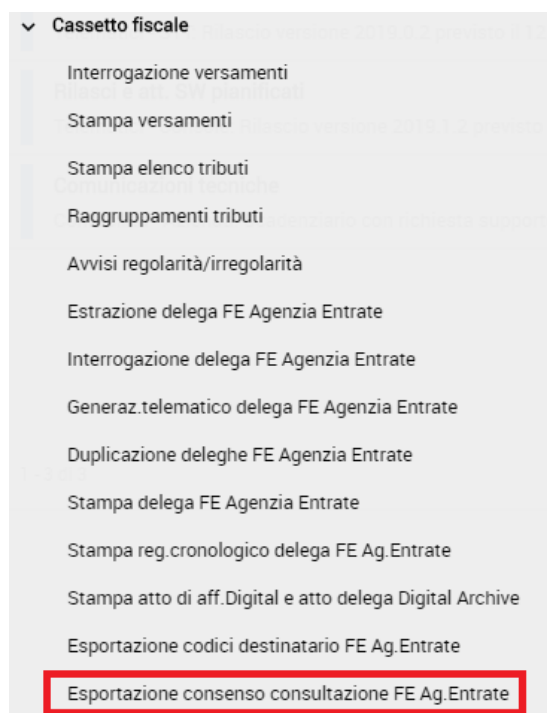 Cassetto fiscale
Interrogazione versamenti
Stampa versamenti
Stampa elenco tributi
Raggruppamenti tributi
Avvisi regolarità/irregolarità
Estrazione delega FE Agenzia Entrate
Interrogazione delega FE Agenzia Entrate
Generaz.telematico delega FE Agenzia Entrate
Duplicazione deleghe FE Agenzia Entrate
Stampa delega FE Agenzia Entrate
Stampa reg.cronologico delega FE Ag.Entrate
Stampa atto di aff.Digital e atto delega Digital Archive
Esportazione codici destinatario FE Ag.Entrate
Esportazione consenso consultazione FE Ag.Entrate